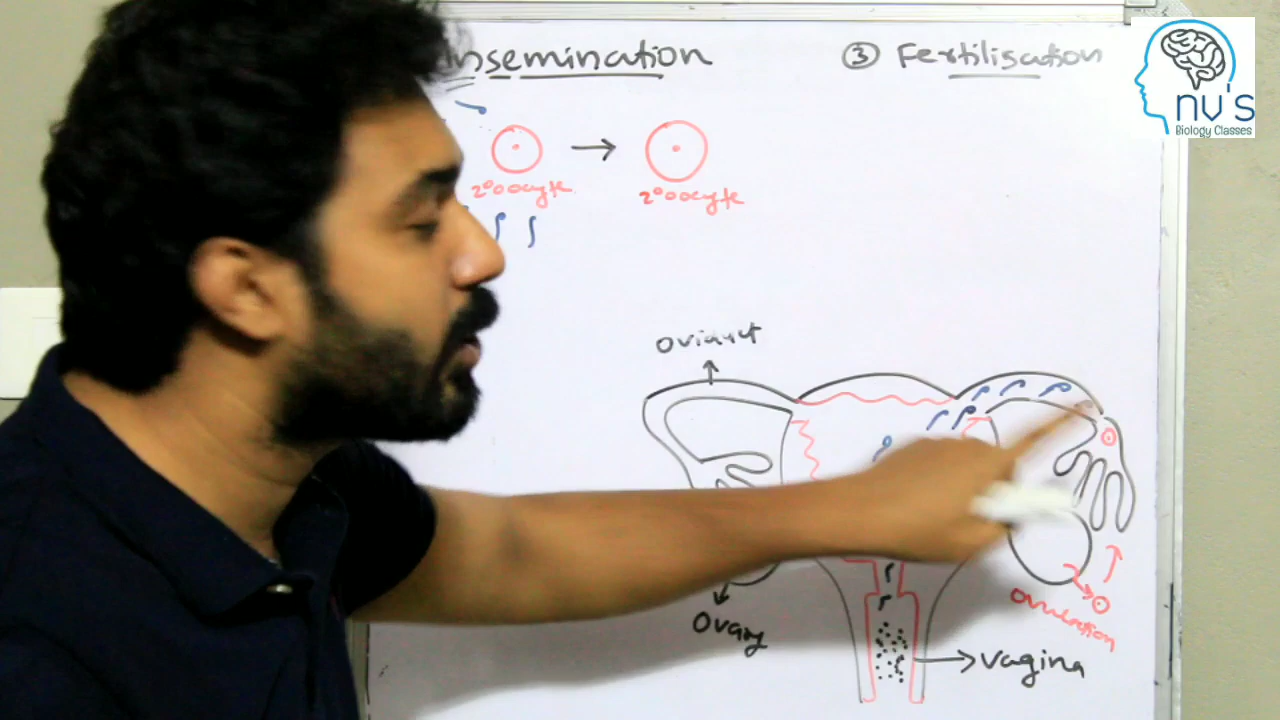 Insemination
③ Fertilisation
nv's
Biology Classes
2° oocyte
2° oocyte
Oviduct
Ovulation
Ovary
Vagina